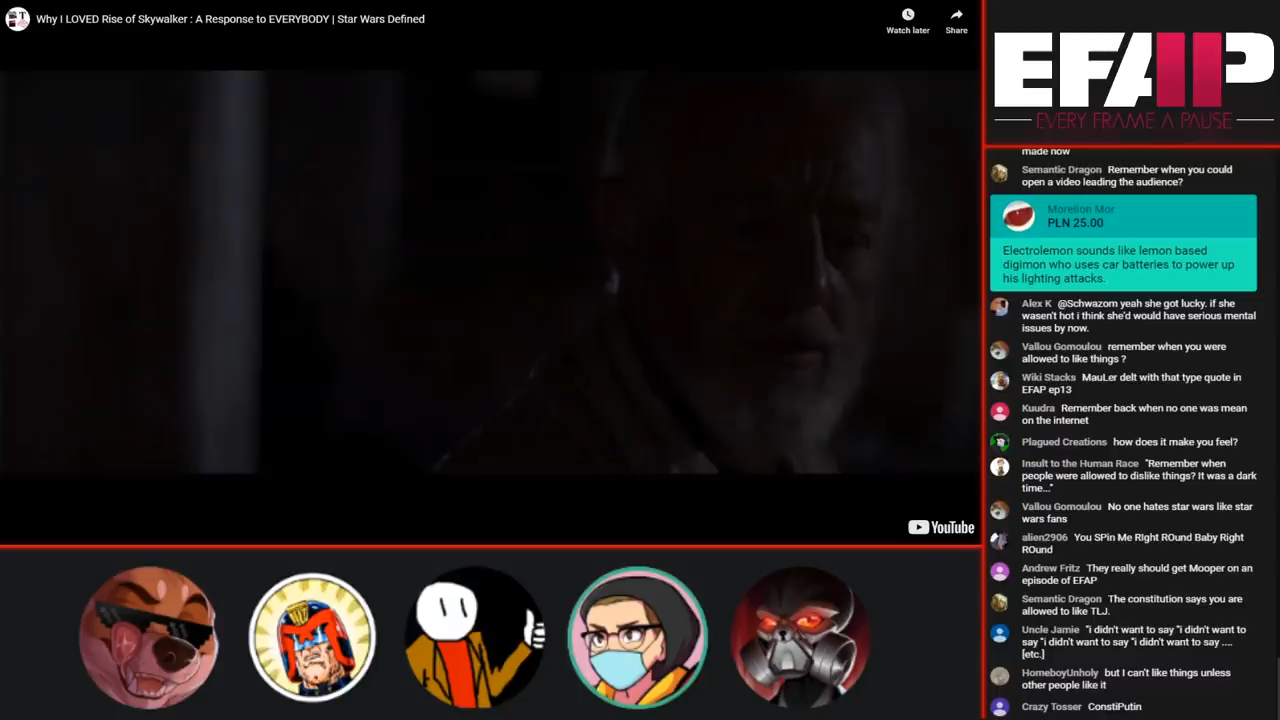 Why I LOVED Rise of Skywalker : A Response to EVERYBODY | Star Wars Defined
Watch later
Share
YouTube
EFAP
EVERY FRAME A PAUSE
made now
Semantic Dragon Remember when you could
open a video leading the audience?
Morelion Mor
PLN 25.00
Electrolemon sounds like lemon based
digimon who uses car batteries to power up
his lighting attacks.
Alex K @Schwazom yeah she got lucky. if she
wasen't hot i think she'd would have serious mental
issues by now.
Vallou Gomoulou remember when you were
allowed to like things ?
Wiki Stacks MauLer delt with that type quote in
EFAP ep13
Kuudra Remember back when no one was mean
on the internet
Plagued Creations how does it make you feel?
Insult to the Human Race "Remember when
people were allowed to dislike things? It was a dark
time..."
Vallou Gomoulou No one hates star wars like star
wars fans
alien2906 You SPin Me RIght ROund Baby Right
ROund
Andrew Fritz They really should get Mooper on an
episode of EFAP
Semantic Dragon The constitution says you are
allowed to like TLJ.
Uncle Jamie "i didn't want to say "i didn't want to
say "i didn't want to say "i didn't want to say ....
[etc.]
HomeboyUnholy but I can't like things unless
other people like it
Crazy Tosser ConstiPutin